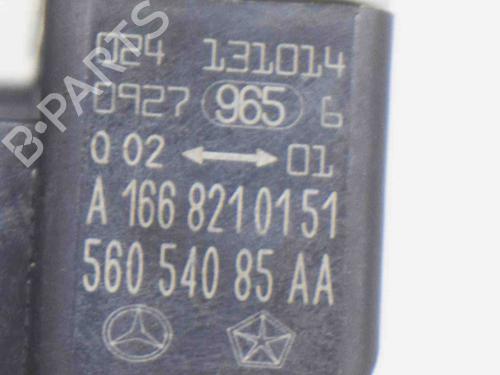 024 131014
0927 965 6
Q 02 ↔ 01
A 166 821 01 51
560 540 85 AA
B-PARTS